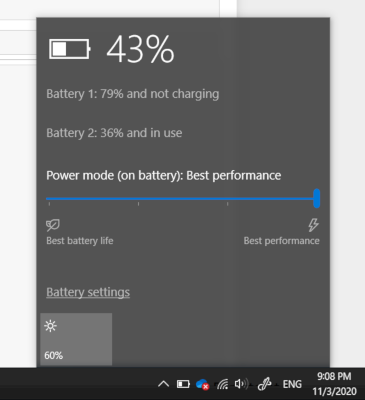 43%
Battery 1: 79% and not charging
Battery 2: 36% and in use
Power mode (on battery): Best performance
Best battery life
Best performance
Battery settings
60%
ENG
9:08 PM
11/3/2020